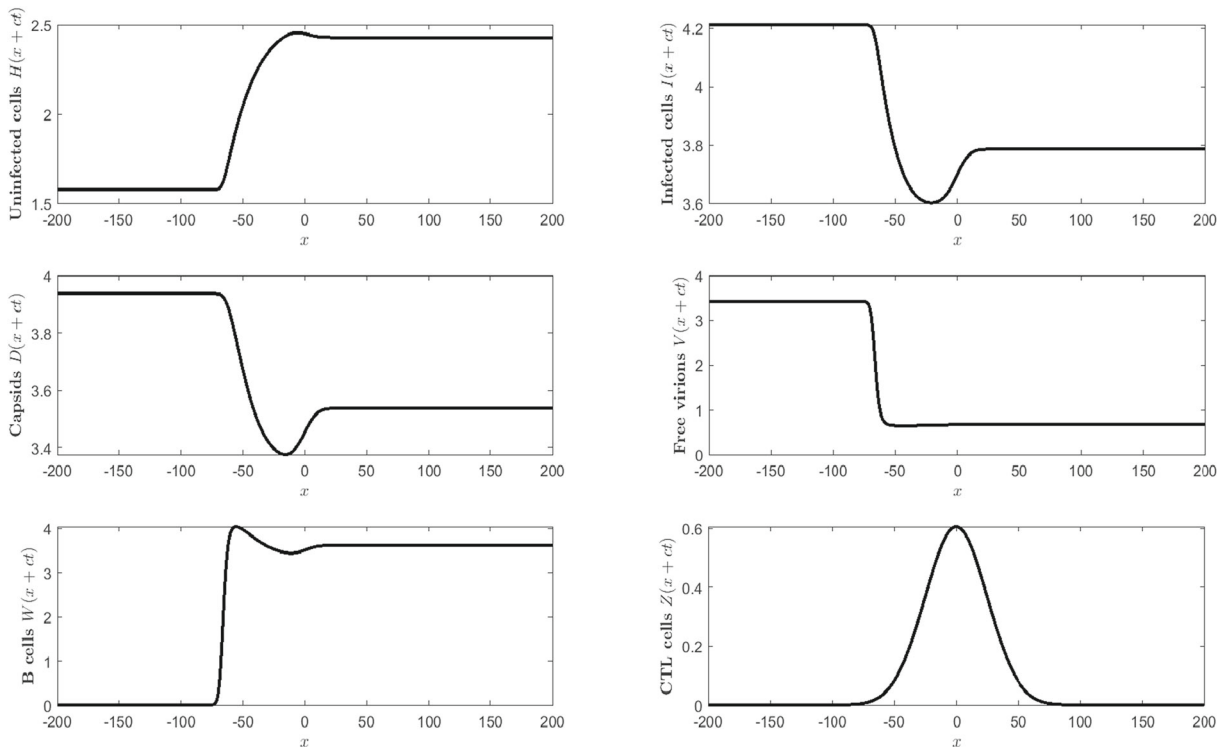 Uninfected cells H(x + ct)
2.5
2
1.5
-200 -150 -100 -50 0 50 100 150 200
x
Infected cells I(x + ct)
4.2
3.8
3.6
-200 -150 -100 -50 0 50 100 150 200
x
Capsids D(x + ct)
4
3.8
3.6
3.4
-200 -150 -100 -50 0 50 100 150 200
x
Free virions V(x + ct)
4
3
2
1
0
-200 -150 -100 -50 0 50 100 150 200
x
B cells W(x + ct)
4
3
2
1
0
-200 -150 -100 -50 0 50 100 150 200
x
CTL cells Z(x + ct)
0.6
0.4
0.2
0
-200 -150 -100 -50 0 50 100 150 200
x